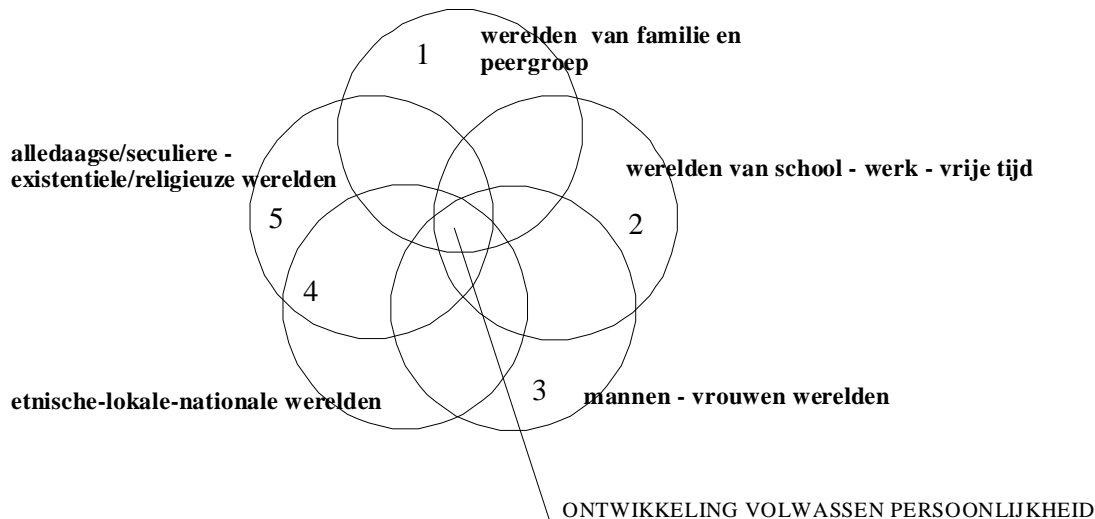 1
werelden van familie en
peergroep
alledaagse/seculiere -
existentiele/religieuze werelden
werelden van school - werk - vrije tijd
5
2
4
3
mannen - vrouwen werelden
etnische-lokale-nationale werelden
ONTWIKKELING VOLWASSEN PERSOONLIJKHEID